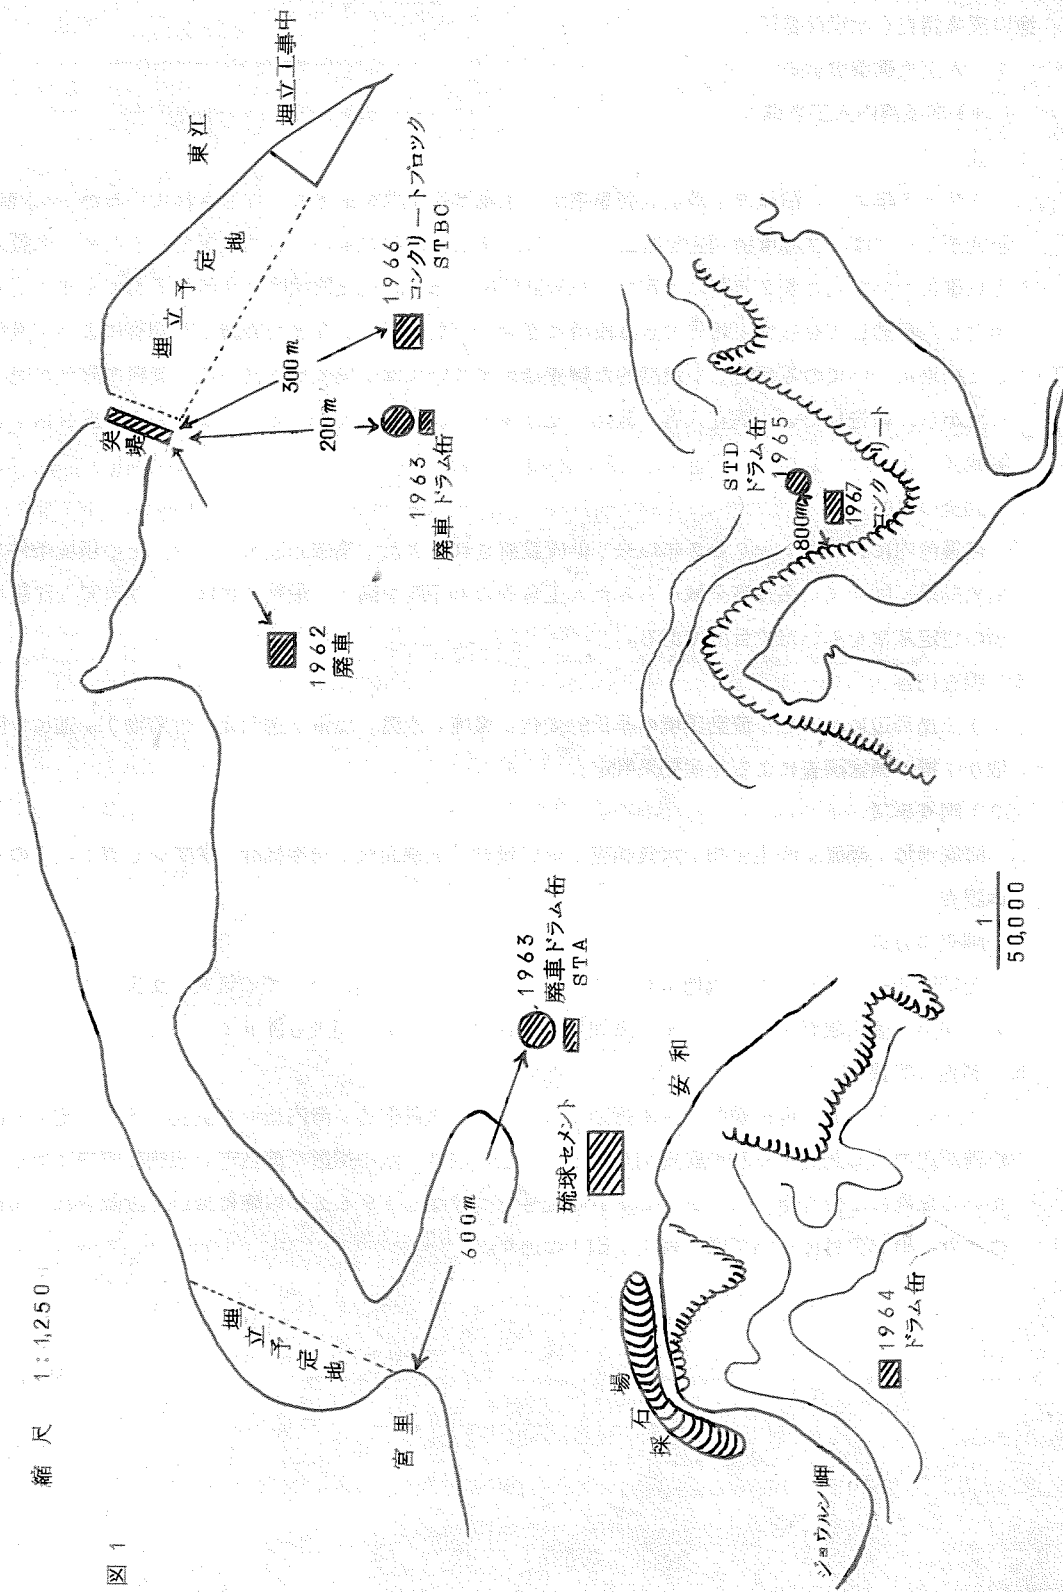 図1
縮尺 1:1,250
宮里
埋立予定地
600m
1963
廃車ドラム缶
STA
1962
廃車
突堤
埋立予定地
東江
埋立工事中
300m
200m
1963
廃車 ドラム缶
1966
コンクリートブロック
STBC
ジョウルン岬
採石場
琉球セメント
安和
1964
ドラム缶
1
50,000
STD
ドラム缶
1965
800m
1967
コンクリート